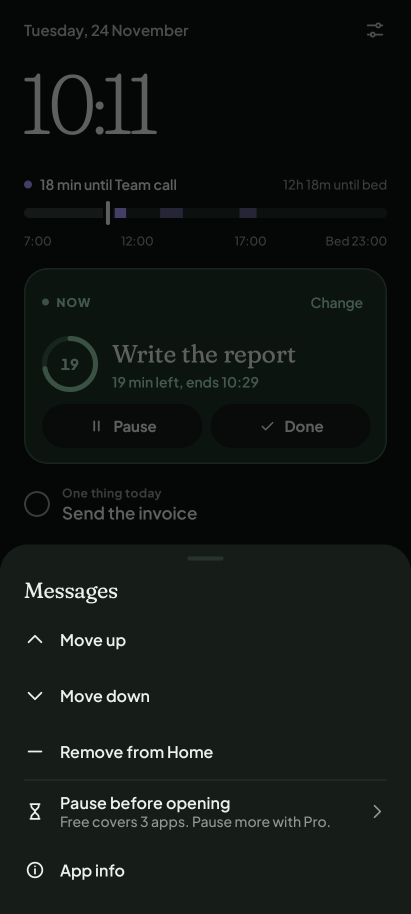 Tuesday, 24 November
10:11
18 min until Team call
12h 18m until bed
7:00
12:00
17:00
Bed 23:00
NOW
Change
19
Write the report
19 min left, ends 10:29
Pause
Done
One thing today
Send the invoice
Messages
Move up
Move down
Remove from Home
Pause before opening
Free covers 3 apps. Pause more with Pro.
App info